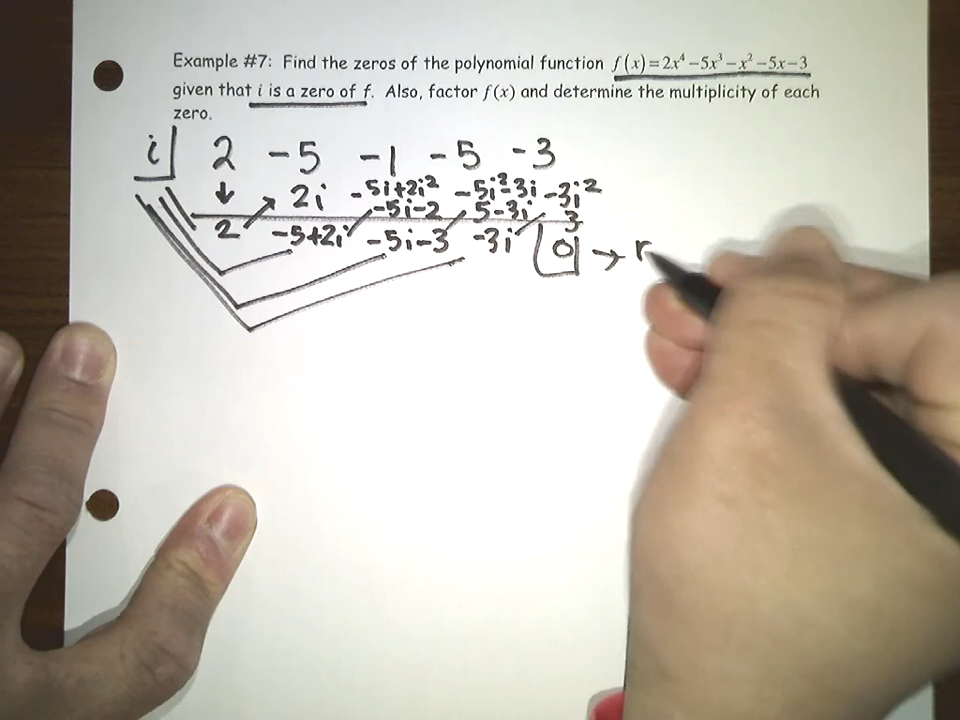 Example #7: Find the zeros of the polynomial function f(x)=2x⁴−5x³−x²−5x−3
given that i is a zero of f. Also, factor f(x) and determine the multiplicity of each
zero.
i 2 -5 -1 -5 -3
2i -5i+2i² -5i²-3i -3i²
-5i-2 5-3i 3
2 -5+2i -5i-3 -3i 0 → r